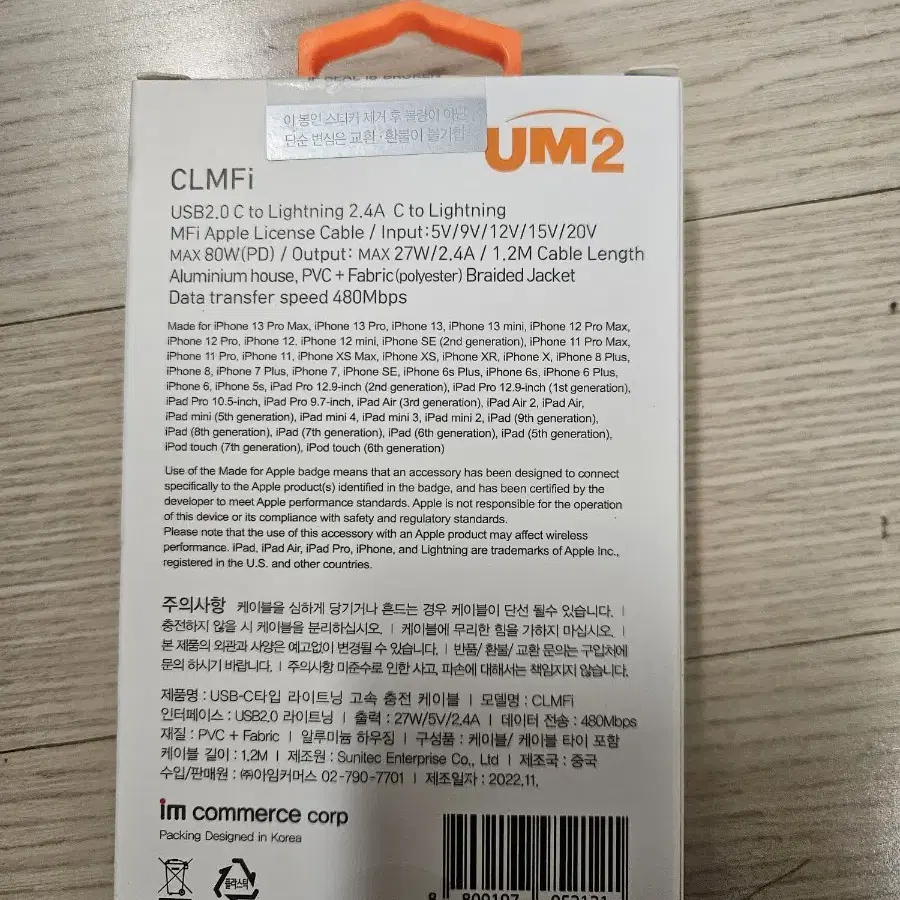 이 봉인 스티커 제거 후 불량이 아닌
단순 변심은 교환·환불이 불가합
UM2
CLMFi
USB2.0 C to Lightning 2.4A C to Lightning
MFi Apple License Cable / Input:5V/9V/12V/15V/20V
MAX 80W(PD) / Output: MAX 27W/2.4A / 1.2M Cable Length
Aluminium house, PVC + Fabric(polyester) Braided Jacket
Data transfer speed 480Mbps
Made for iPhone 13 Pro Max, iPhone 13 Pro, iPhone 13, iPhone 13 mini, iPhone 12 Pro Max,
iPhone 12 Pro, iPhone 12, iPhone 12 mini, iPhone SE (2nd generation), iPhone 11 Pro Max,
iPhone 11 Pro, iPhone 11, iPhone XS Max, iPhone XS, iPhone XR, iPhone X, iPhone 8 Plus,
iPhone 8, iPhone 7 Plus, iPhone 7, iPhone SE, iPhone 6s Plus, iPhone 6s, iPhone 6 Plus,
iPhone 6, iPhone 5s, iPad Pro 12.9-inch (2nd generation), iPad Pro 12.9-inch (1st generation),
iPad Pro 10.5-inch, iPad Pro 9.7-inch, iPad Air (3rd generation), iPad Air 2, iPad Air,
iPad mini (5th generation), iPad mini 4, iPad mini 3, iPad mini 2, iPad (9th generation),
iPad (8th generation), iPad (7th generation), iPad (6th generation), iPad (5th generation),
iPod touch (7th generation), iPod touch (6th generation)
Use of the Made for Apple badge means that an accessory has been designed to connect
specifically to the Apple product(s) identified in the badge, and has been certified by the
developer to meet Apple performance standards. Apple is not responsible for the operation
of this device or its compliance with safety and regulatory standards.
Please note that the use of this accessory with an Apple product may affect wireless
performance. iPad, iPad Air, iPad Pro, iPhone, and Lightning are trademarks of Apple Inc.,
registered in the U.S. and other countries.
주의사항 케이블을 심하게 당기거나 흔드는 경우 케이블이 단선 될수 있습니다. |
충전하지 않을 시 케이블을 분리하십시오. | 케이블에 무리한 힘을 가하지 마십시오. |
본 제품의 외관과 사양은 예고없이 변경될 수 있습니다. | 반품/ 환불/ 교환 문의는 구입처에
문의 하시기 바랍니다. | 주의사항 미준수로 인한 사고, 파손에 대해서는 책임지지 않습니다.
제품명 : USB-C타입 라이트닝 고속 충전 케이블 | 모델명 : CLMFi
인터페이스 : USB2.0 라이트닝 | 출력 : 27W/5V/2.4A | 데이터 전송 : 480Mbps
재질 : PVC + Fabric | 알루미늄 하우징 | 구성품 : 케이블/ 케이블 타이 포함
케이블 길이 : 1.2M | 제조원 : Sunitec Enterprise Co., Ltd | 제조국 : 중국
수입/판매원 : ㈜아임커머스 02-790-7701 | 제조일자 : 2022.11.
im commerce corp
Packing Designed in Korea
플라스틱